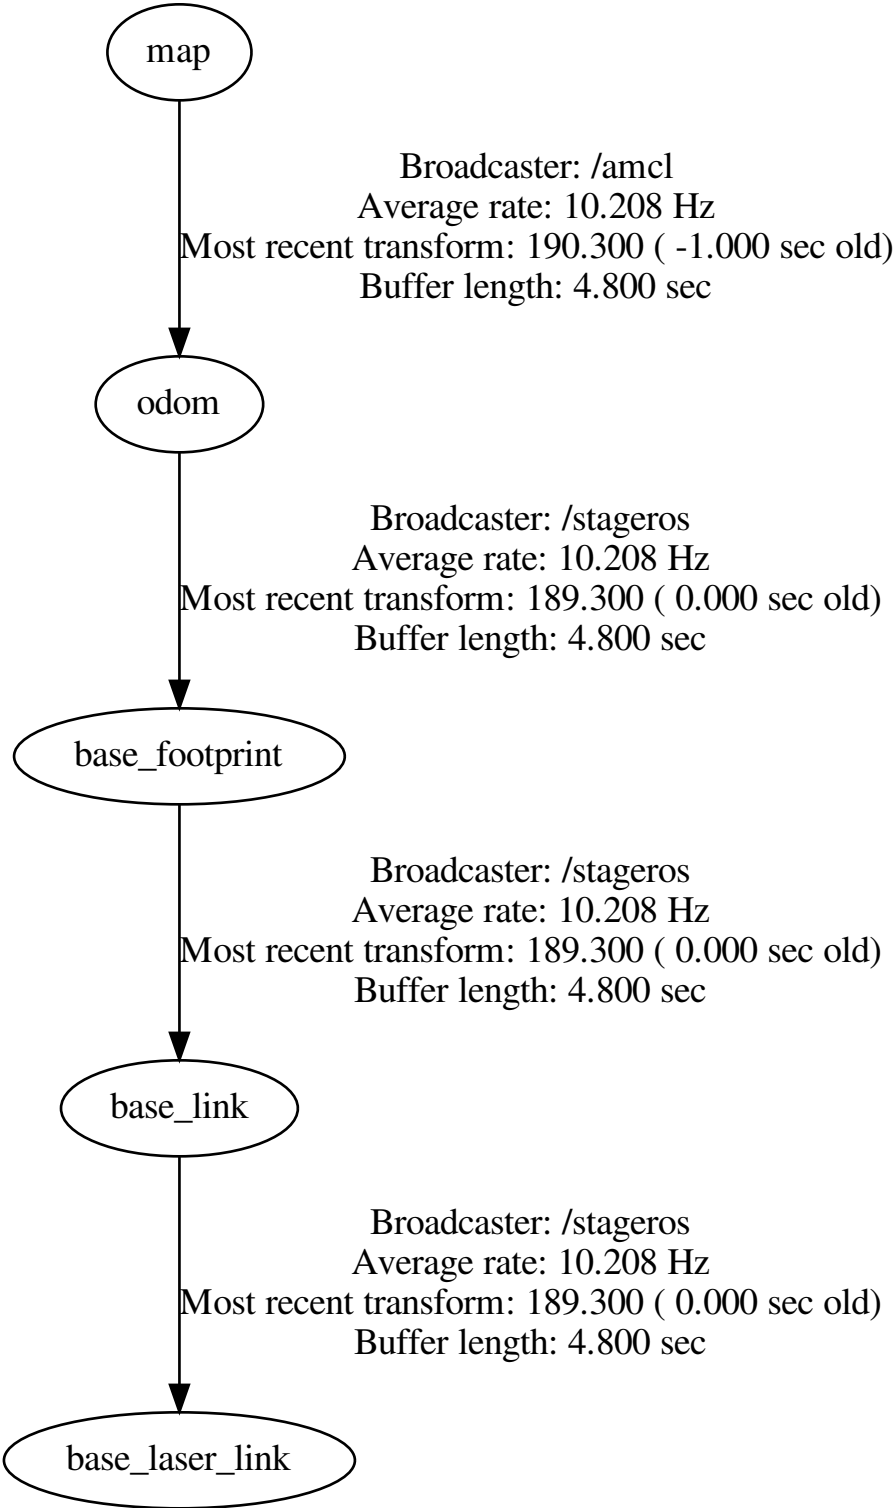 map
Broadcaster: /amcl
Average rate: 10.208 Hz
Most recent transform: 190.300 ( -1.000 sec old)
Buffer length: 4.800 sec
odom
Broadcaster: /stageros
Average rate: 10.208 Hz
Most recent transform: 189.300 ( 0.000 sec old)
Buffer length: 4.800 sec
base_footprint
Broadcaster: /stageros
Average rate: 10.208 Hz
Most recent transform: 189.300 ( 0.000 sec old)
Buffer length: 4.800 sec
base_link
Broadcaster: /stageros
Average rate: 10.208 Hz
Most recent transform: 189.300 ( 0.000 sec old)
Buffer length: 4.800 sec
base_laser_link